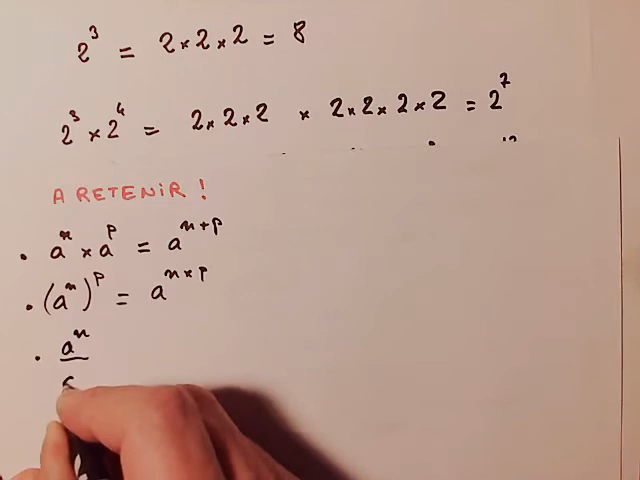 2³ = 2 × 2 × 2 = 8
2³ × 2⁴ = 2 × 2 × 2 × 2 × 2 × 2 × 2 = 2⁷
A RETENIR !
• aⁿ × aᵖ = aⁿ⁺ᵖ
• (aⁿ)ᵖ = aⁿˣᵖ
• aⁿ